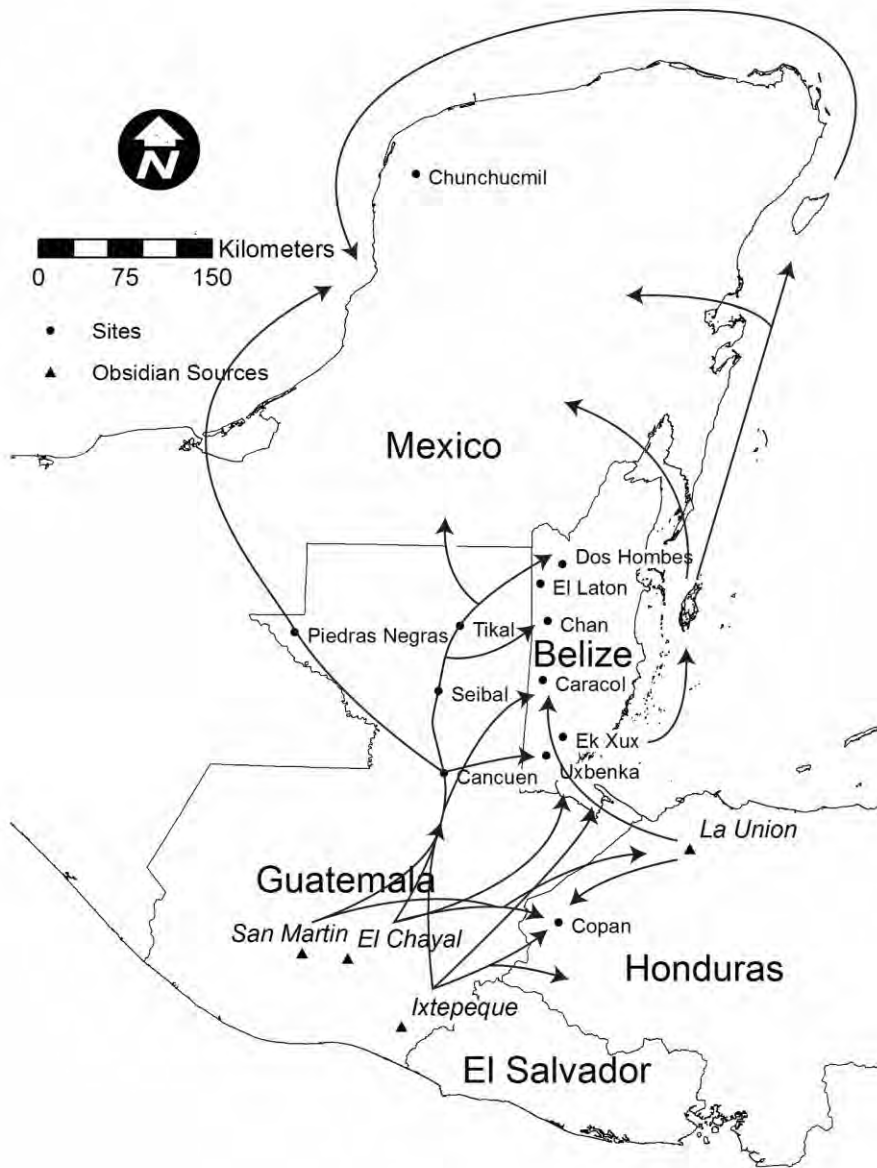 N
Chunchucmil
Kilometers
0 75 150
Sites
Obsidian Sources
Mexico
Dos Hombes
El Laton
Piedras Negras
Tikal
Chan
Belize
Seibal
Caracol
Ek Xux
Cancuen
Uxbenka
La Union
Guatemala
San Martin
El Chayal
Copan
Honduras
Ixtepeque
El Salvador